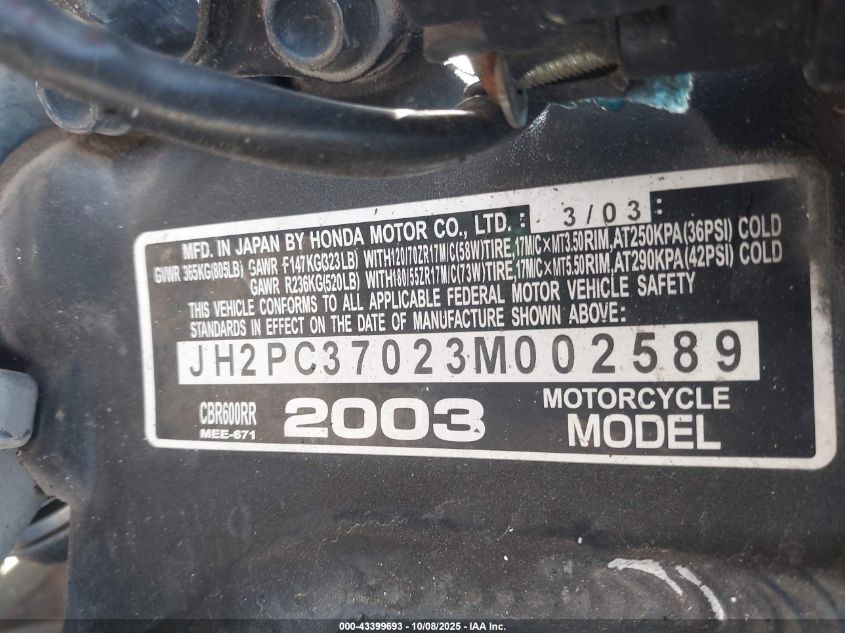 MFD. IN JAPAN BY HONDA MOTOR CO., LTD.: 3/03:
GVWR 365KG(805LB) GAWR F147KG(323LB) WITH120/70ZR17M/C(58W)TIRE,17M/C×MT3.50RIM,AT250KPA(36PSI) COLD
GAWR R236KG(520LB) WITH180/55ZR17M/C(73W)TIRE,17M/C×MT5.50RIM,AT290KPA(42PSI) COLD
THIS VEHICLE CONFORMS TO ALL APPLICABLE FEDERAL MOTOR VEHICLE SAFETY
STANDARDS IN EFFECT ON THE DATE OF MANUFACTURE SHOWN ABOVE:
JH2PC37023M002589
CBR600RR 2003 MOTORCYCLE
MEE-671 MODEL
000-43399693 - 10/08/2025 - IAA Inc.